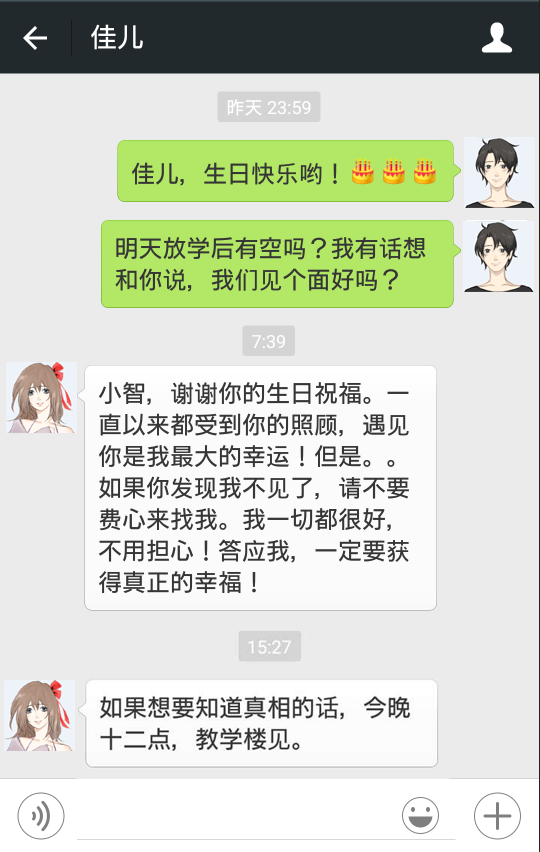 佳儿
昨天 23:59
佳儿，生日快乐哟！🎂🎂🎂
明天放学后有空吗？我有话想
和你说，我们见个面好吗？
7:39
小智，谢谢你的生日祝福。一
直以来都受到你的照顾，遇见
你是我最大的幸运！但是。。
如果你发现我不见了，请不要
费心来找我。我一切都很好，
不用担心！答应我，一定要获
得真正的幸福！
15:27
如果想要知道真相的话，今晚
十二点，教学楼见。